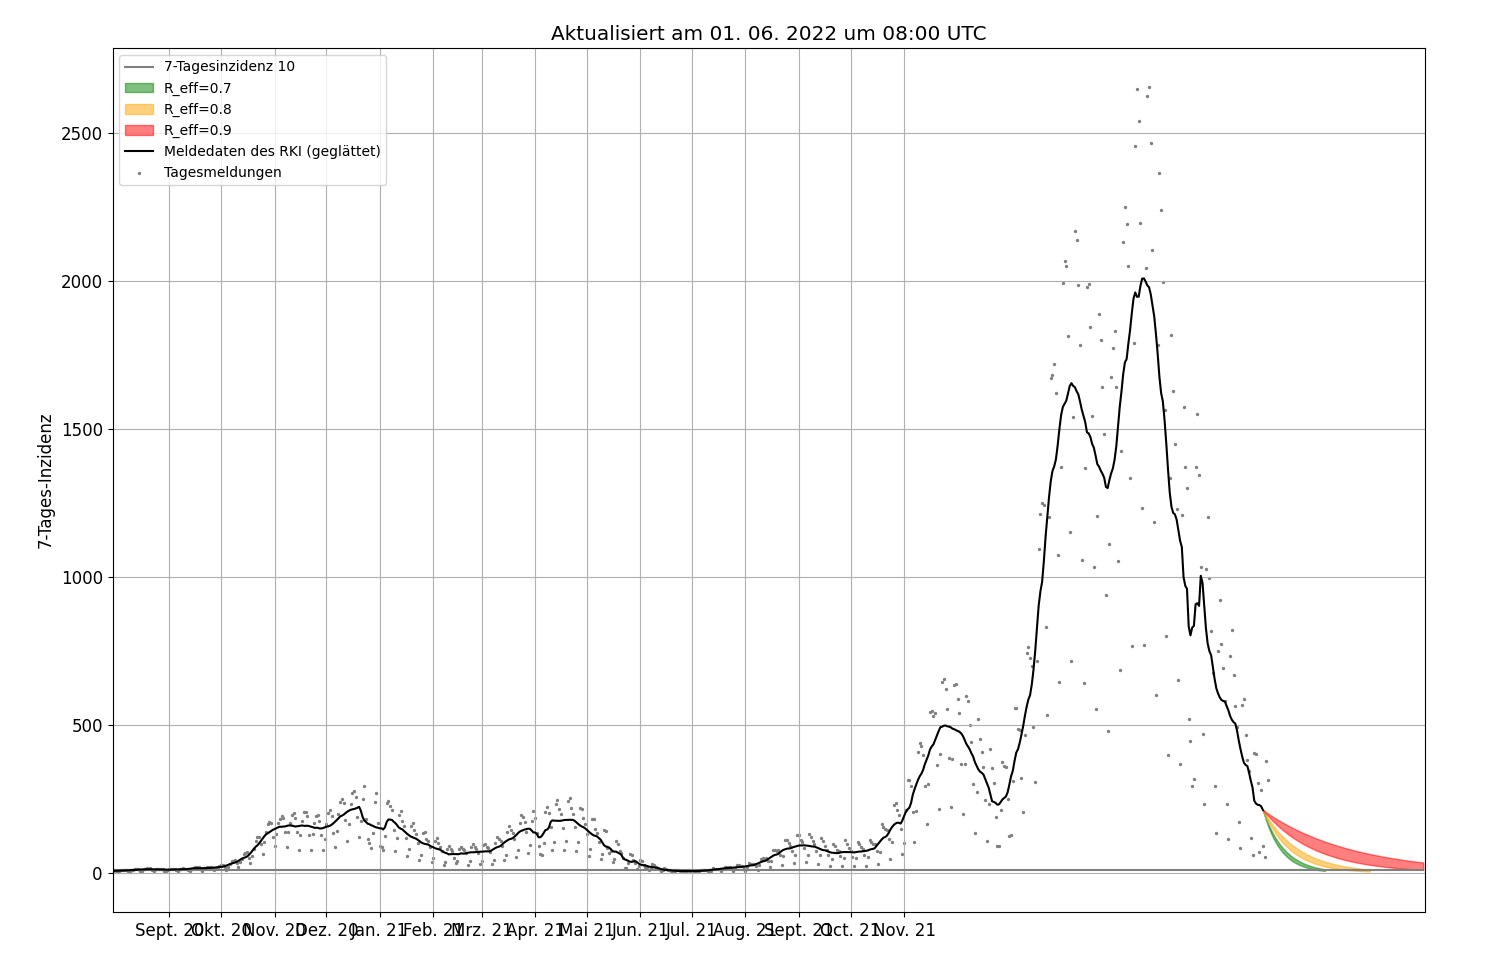 Aktualisiert am 01. 06. 2022 um 08:00 UTC
7-Tagesinzidenz 10
R_eff=0.7
R_eff=0.8
R_eff=0.9
Meldedaten des RKI (geglättet)
Tagesmeldungen
7-Tages-Inzidenz
2500
2000
1500
1000
500
0
Sept. 20 Okt. 20 Nov. 20 Dez. 20 Jan. 21 Feb. 21 Mrz. 21 Apr. 21 Mai 21 Jun. 21 Jul. 21 Aug. 21 Sept. 21 Oct. 21 Nov. 21